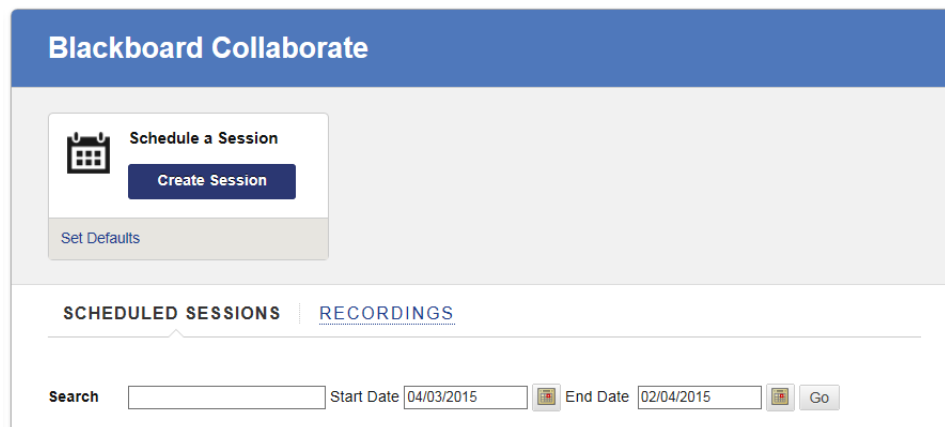 Blackboard Collaborate
Schedule a Session
Create Session
Set Defaults
SCHEDULED SESSIONS RECORDINGS
Search Start Date 04/03/2015 End Date 02/04/2015 Go